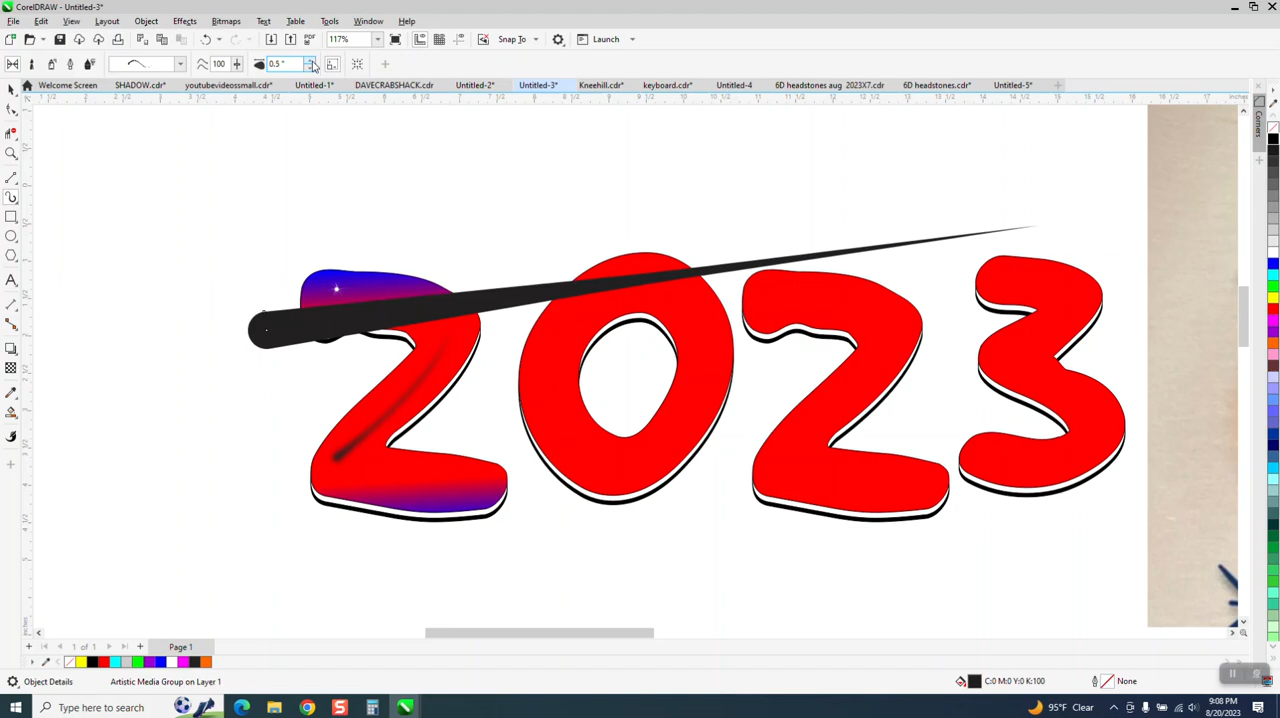 CorelDRAW - Untitled-3*
File Edit View Layout Object Effects Bitmaps Text Table Tools Window Help
PDF 117% Snap To Launch
100 0.5 "
Welcome Screen SHADOW.cdr* youtubevideossmall.cdr* Untitled-1* DAVECRABSHACK.cdr Untitled-2* Untitled-3* Kneehill.cdr* keyboard.cdr* Untitled-4 6D headstones aug 2023X7.cdr 6D headstones.cdr* Untitled-5*
inches
Corners
2023
1 of 1 Page 1
Object Details Artistic Media Group on Layer 1 C:0 M:0 Y:0 K:100 None
Type here to search 95°F Clear 9:08 PM
8/20/2023